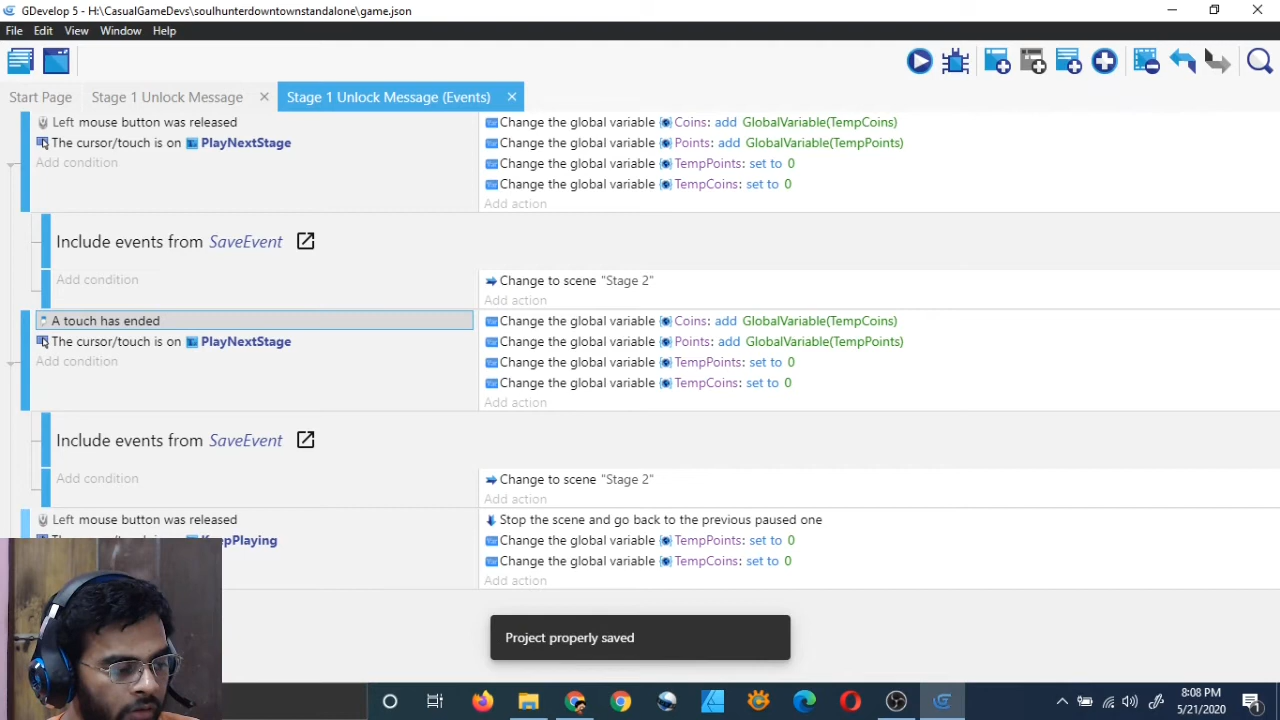 GDevelop 5 - H:\CasualGameDevs\soulhunterdowntownstandalone\game.json
File Edit View Window Help
Start Page Stage 1 Unlock Message Stage 1 Unlock Message (Events)
Left mouse button was released
The cursor/touch is on PlayNextStage
Add condition
Change the global variable Coins: add GlobalVariable(TempCoins)
Change the global variable Points: add GlobalVariable(TempPoints)
Change the global variable TempPoints: set to 0
Change the global variable TempCoins: set to 0
Add action
Include events from SaveEvent
Add condition
Change to scene "Stage 2"
Add action
A touch has ended
The cursor/touch is on PlayNextStage
Add condition
Change the global variable Coins: add GlobalVariable(TempCoins)
Change the global variable Points: add GlobalVariable(TempPoints)
Change the global variable TempPoints: set to 0
Change the global variable TempCoins: set to 0
Add action
Include events from SaveEvent
Add condition
Change to scene "Stage 2"
Add action
Left mouse button was released
KeepPlaying
Stop the scene and go back to the previous paused one
Change the global variable TempPoints: set to 0
Change the global variable TempCoins: set to 0
Add action
Project properly saved
8:08 PM
5/21/2020
1